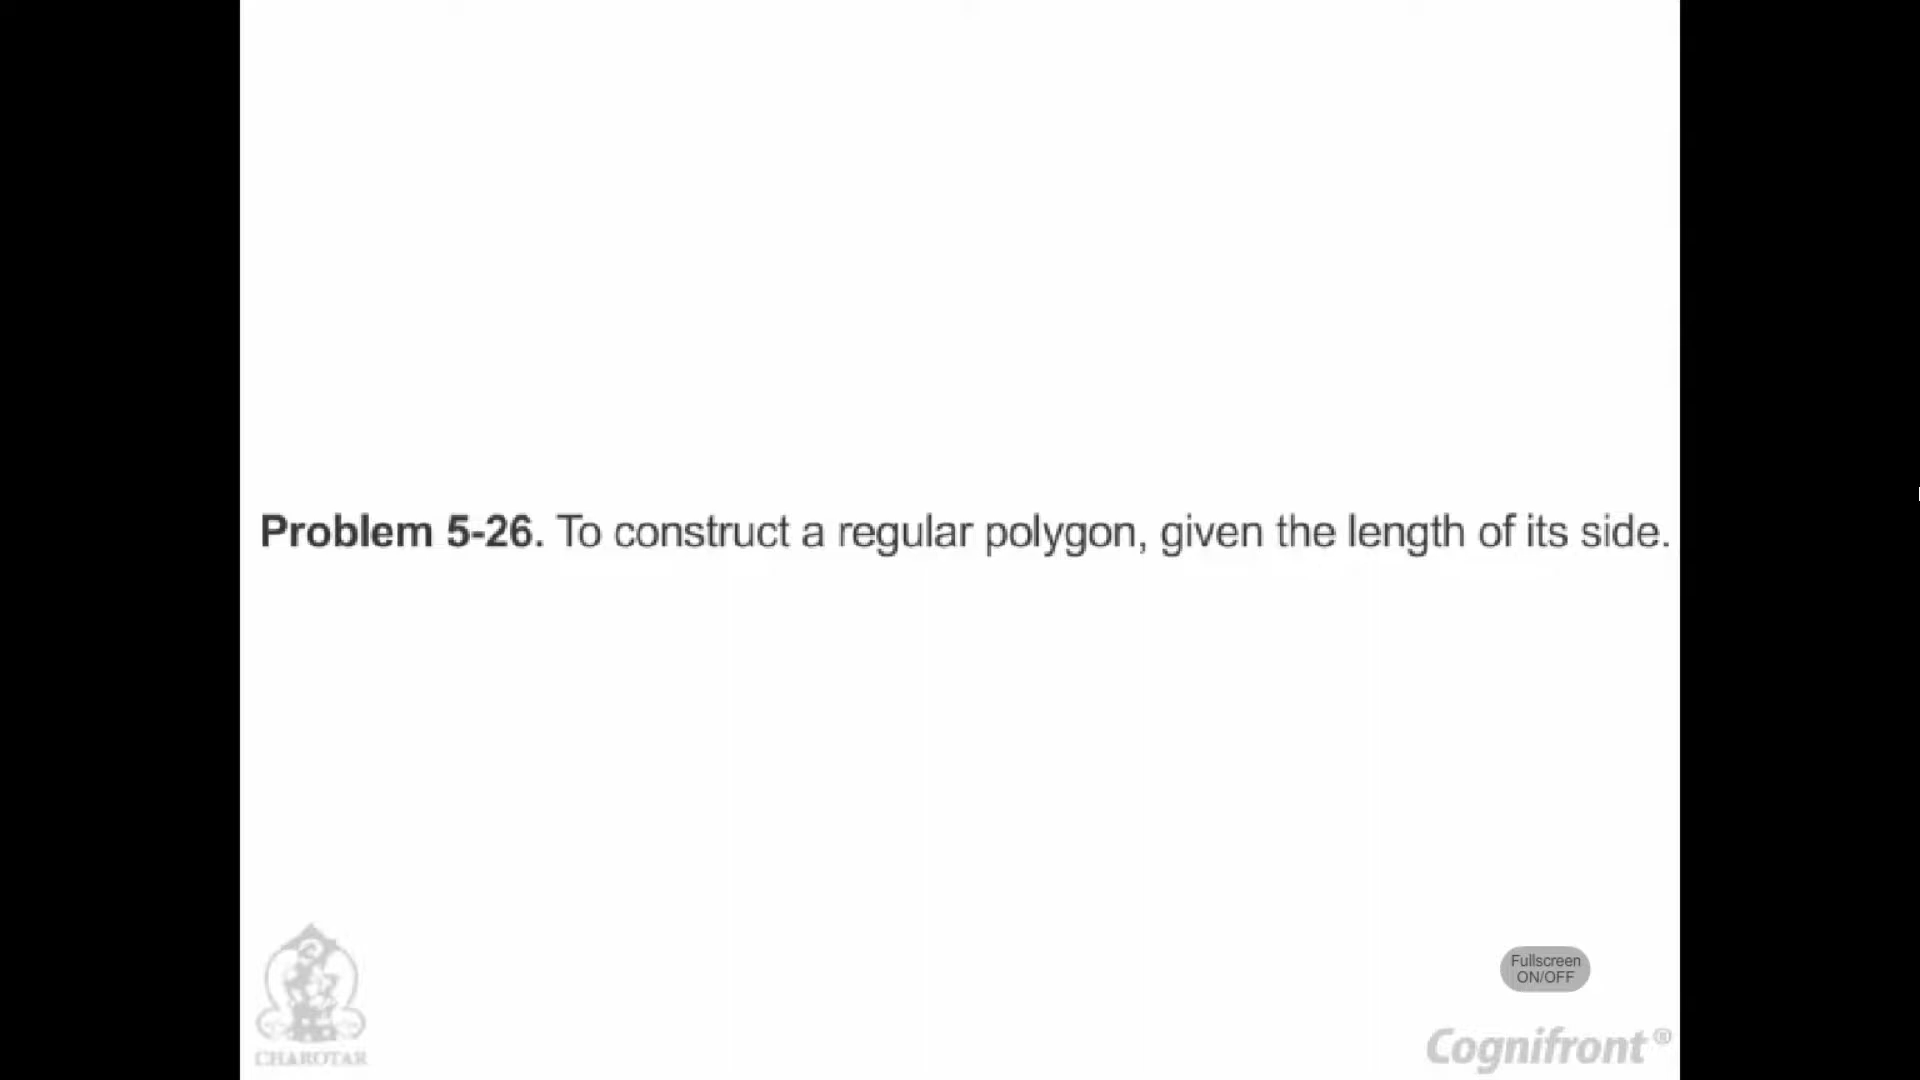 Problem 5-26. To construct a regular polygon, given the length of its side.
Fullscreen
ON/OFF
CHAROTAR
Cognifront ®